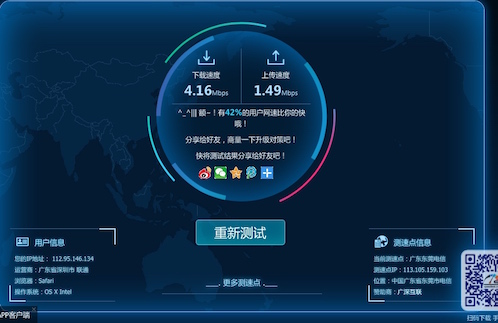 下载速度
上传速度
4.16Mbps
1.49Mbps
^_^||| 额~！有42%的用户网速比你的快
哦！
分享给好友，商量一下升级对策吧！
快将测试结果分享给好友吧！
重新测试
用户信息
您的IP地址： 112.95.146.134
运营商：广东省深圳市 联通
浏览器：Safari
操作系统：OS X Intel
更多测速点
测速点信息
当前测速点：广东东莞电信
测速点IP：113.105.159.103
位置：中国广东省东莞市电信
赞助商：广深互联
APP客户端
扫码下载 手